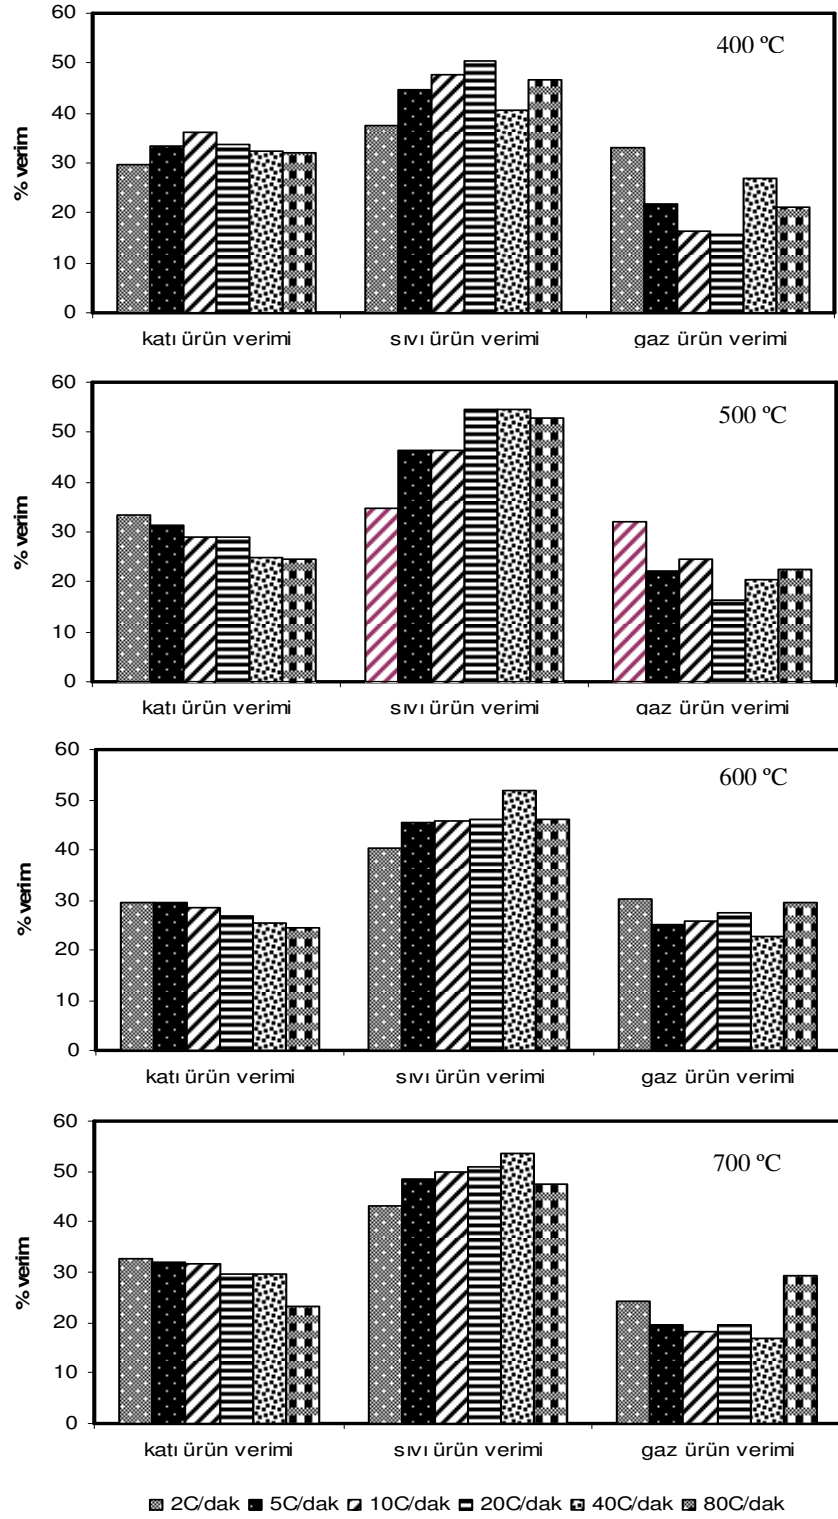 60
50
40
30
20
10
0
% verim
400 ºC
katı ürün verimi sıvı ürün verimi gaz ürün verimi
60
50
40
30
20
10
0
% verim
500 ºC
katı ürün verimi sıvı ürün verimi gaz ürün verimi
60
50
40
30
20
10
0
% verim
600 ºC
katı ürün verimi sıvı ürün verimi gaz ürün verimi
60
50
40
30
20
10
0
% verim
700 ºC
katı ürün verimi sıvı ürün verimi gaz ürün verimi
2C/dak 5C/dak 10C/dak 20C/dak 40C/dak 80C/dak